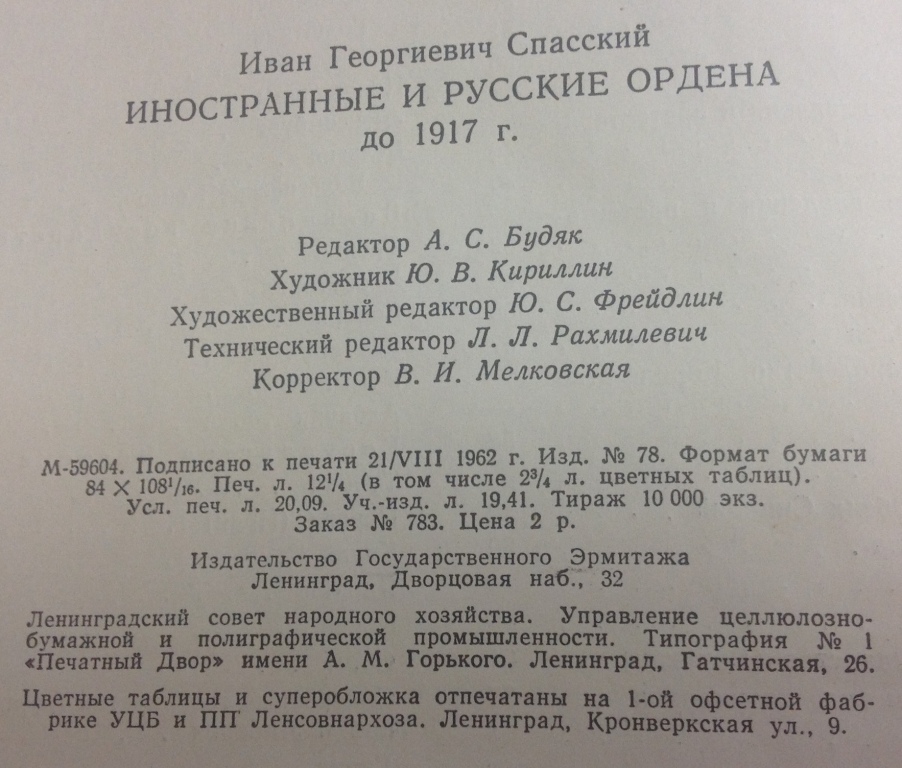 Иван Георгиевич Спасский
ИНОСТРАННЫЕ И РУССКИЕ ОРДЕНА
до 1917 г.
Редактор А. С. Будяк
Художник Ю. В. Кириллин
Художественный редактор Ю. С. Фрейдлин
Технический редактор Л. Л. Рахмилевич
Корректор В. И. Мелковская
М-59604. Подписано к печати 21/VIII 1962 г. Изд. № 78. Формат бумаги
84 × 108¹/₁₆. Печ. л. 12¹/₄ (в том числе 2³/₄ л. цветных таблиц).
Усл. печ. л. 20,09. Уч.-изд. л. 19,41. Тираж 10 000 экз.
Заказ № 783. Цена 2 р.
Издательство Государственного Эрмитажа
Ленинград, Дворцовая наб., 32
Ленинградский совет народного хозяйства. Управление целлюлозно-
бумажной и полиграфической промышленности. Типография № 1
«Печатный Двор» имени А. М. Горького. Ленинград, Гатчинская, 26.
Цветные таблицы и суперобложка отпечатаны на 1-ой офсетной фаб-
рике УЦБ и ПП Ленсовнархоза. Ленинград, Кронверкская ул., 9.